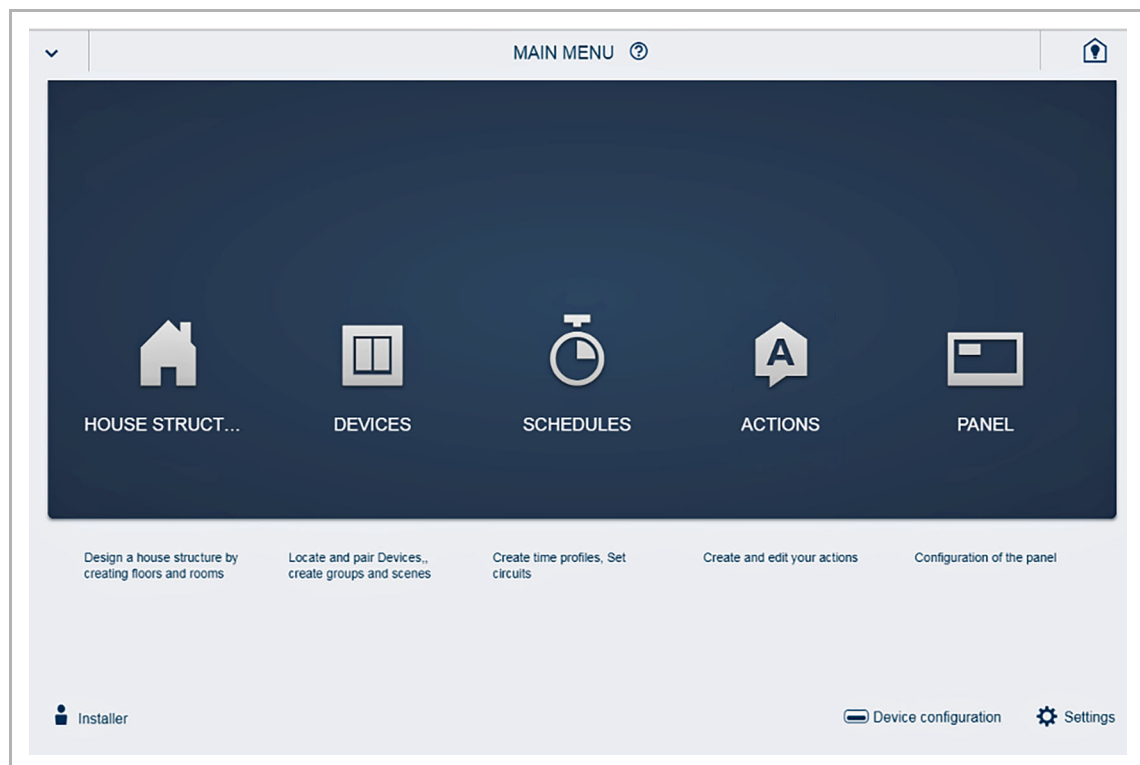 MAIN MENU ?
HOUSE STRUCT...
DEVICES
SCHEDULES
A
ACTIONS
PANEL
Design a house structure by
creating floors and rooms
Locate and pair Devices,,
create groups and scenes
Create time profiles, Set
circuits
Create and edit your actions
Configuration of the panel
Installer
Device configuration
Settings